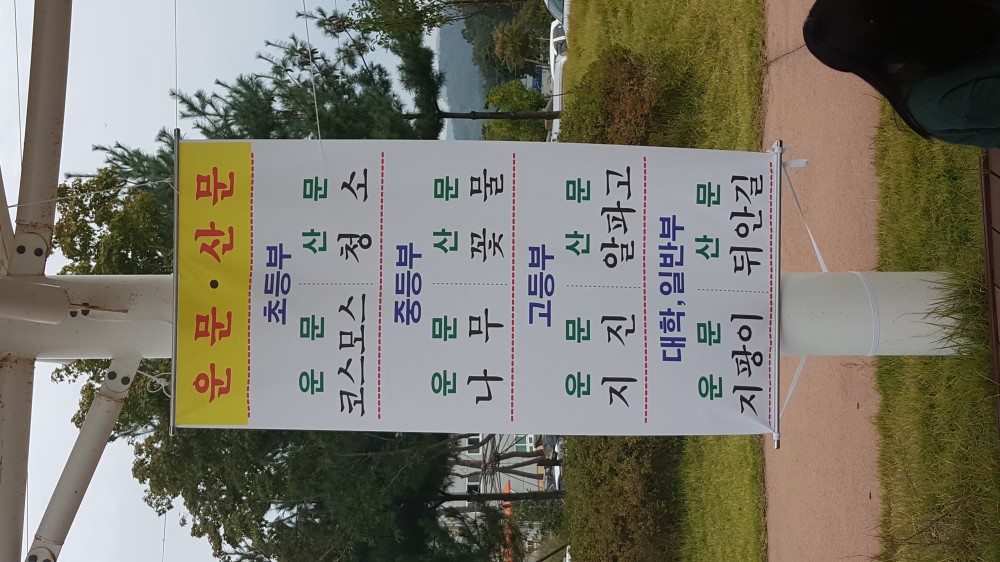 운문·산문
초등부
운문 산문
코스모스 청소
중등부
운문 산문
나무 꽃물
고등부
운문 산문
지진 알파고
대학, 일반부
운문 산문
지팡이 뒤안길